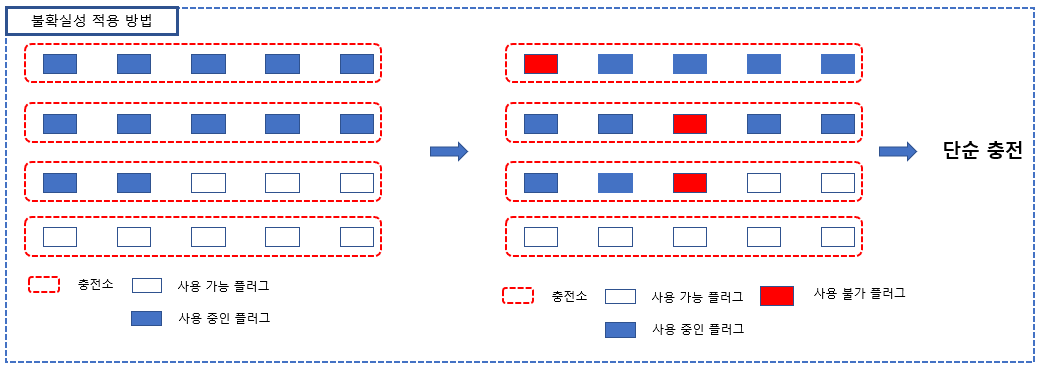 불확실성 적용 방법
단순 충전
충전소
사용 가능 플러그
사용 중인 플러그
충전소
사용 가능 플러그
사용 불가 플러그
사용 중인 플러그